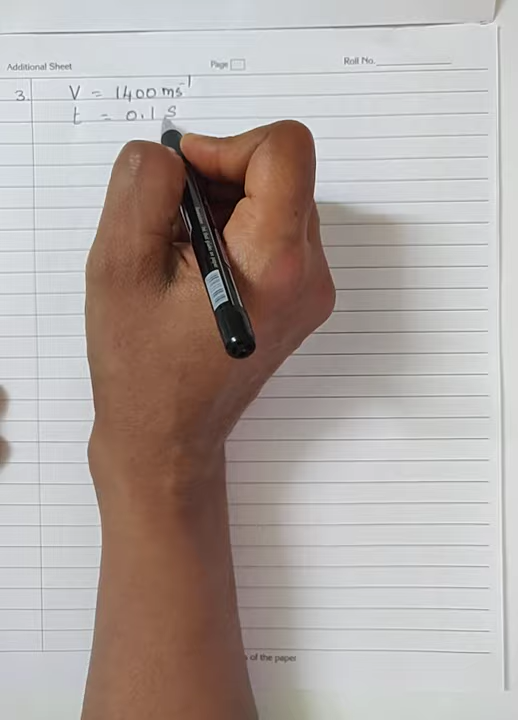 Additional Sheet Page Roll No.
3. V = 1400 ms⁻¹
t = 0.1 s
of the paper